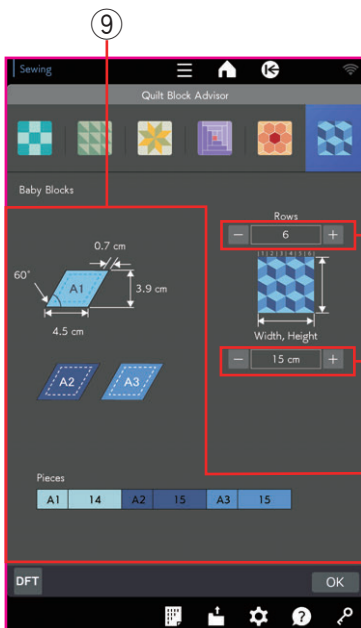 ⑨
Sewing
Quilt Block Advisor
Baby Blocks
Rows
− 6 +
1 2 3 4 5 6
Width, Height
− 15 cm +
0.7 cm
60°
A1
3.9 cm
4.5 cm
A2 A3
Pieces
A1 14 A2 15 A3 15
DFT OK